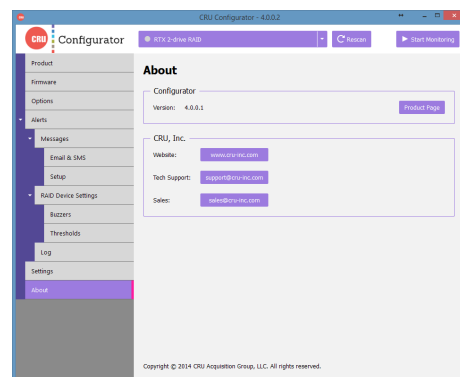 CRU Configurator - 4.0.0.2
CRU Configurator
RTX 2-drive RAID
Rescan
Start Monitoring
Product
Firmware
Options
Alerts
Messages
Email & SMS
Setup
RAID Device Settings
Buzzers
Thresholds
Log
Settings
About
About
Configurator
Version: 4.0.0.1
Product Page
CRU, Inc.
Website: www.cru-inc.com
Tech Support: support@cru-inc.com
Sales: sales@cru-inc.com
Copyright © 2014 CRU Acquisition Group, LLC. All rights reserved.